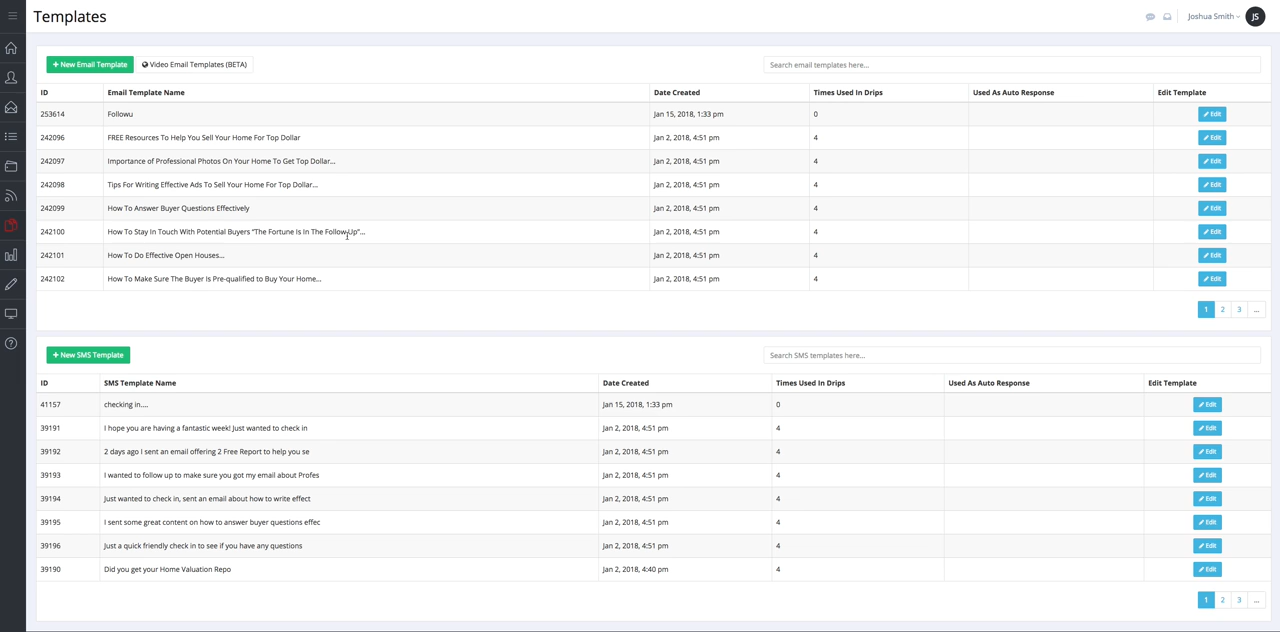 Templates
Joshua Smith
JS
+ New Email Template
Video Email Templates (BETA)
Search email templates here...
ID Email Template Name Date Created Times Used In Drips Used As Auto Response Edit Template
253614 Followu Jan 15, 2018, 1:33 pm 0 Edit
242096 FREE Resources To Help You Sell Your Home For Top Dollar Jan 2, 2018, 4:51 pm 4 Edit
242097 Importance of Professional Photos On Your Home To Get Top Dollar... Jan 2, 2018, 4:51 pm 4 Edit
242098 Tips For Writing Effective Ads To Sell Your Home For Top Dollar... Jan 2, 2018, 4:51 pm 4 Edit
242099 How To Answer Buyer Questions Effectively Jan 2, 2018, 4:51 pm 4 Edit
242100 How To Stay In Touch With Potential Buyers "The Fortune Is In The Follow-Up"... Jan 2, 2018, 4:51 pm 4 Edit
242101 How To Do Effective Open Houses... Jan 2, 2018, 4:51 pm 4 Edit
242102 How To Make Sure The Buyer Is Pre-qualified to Buy Your Home... Jan 2, 2018, 4:51 pm 4 Edit
1 2 3 ...
+ New SMS Template
Search SMS templates here...
ID SMS Template Name Date Created Times Used In Drips Used As Auto Response Edit Template
41157 checking in.... Jan 15, 2018, 1:33 pm 0 Edit
39191 I hope you are having a fantastic week! Just wanted to check in Jan 2, 2018, 4:51 pm 4 Edit
39192 2 days ago I sent an email offering 2 Free Report to help you se Jan 2, 2018, 4:51 pm 4 Edit
39193 I wanted to follow up to make sure you got my email about Profes Jan 2, 2018, 4:51 pm 4 Edit
39194 Just wanted to check in, sent an email about how to write effect Jan 2, 2018, 4:51 pm 4 Edit
39195 I sent some great content on how to answer buyer questions effec Jan 2, 2018, 4:51 pm 4 Edit
39196 Just a quick friendly check in to see if you have any questions Jan 2, 2018, 4:51 pm 4 Edit
39190 Did you get your Home Valuation Repo Jan 2, 2018, 4:40 pm 4 Edit
1 2 3 ...